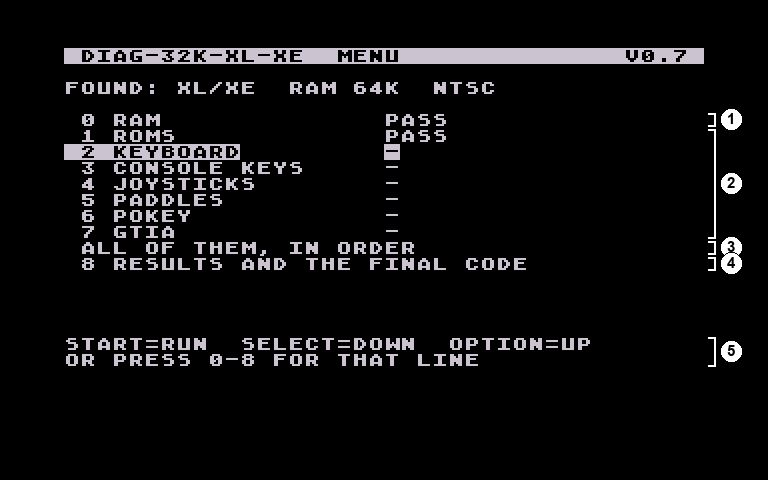 DIAG-32K-XL-XE MENU V0.7
FOUND: XL/XE RAM 64K NTSC
0 RAM PASS 1
1 ROMS PASS
2 KEYBOARD -
3 CONSOLE KEYS -
4 JOYSTICKS - 2
5 PADDLES -
6 POKEY -
7 GTIA -
ALL OF THEM, IN ORDER 3
8 RESULTS AND THE FINAL CODE 4
START=RUN SELECT=DOWN OPTION=UP 5
OR PRESS 0-8 FOR THAT LINE